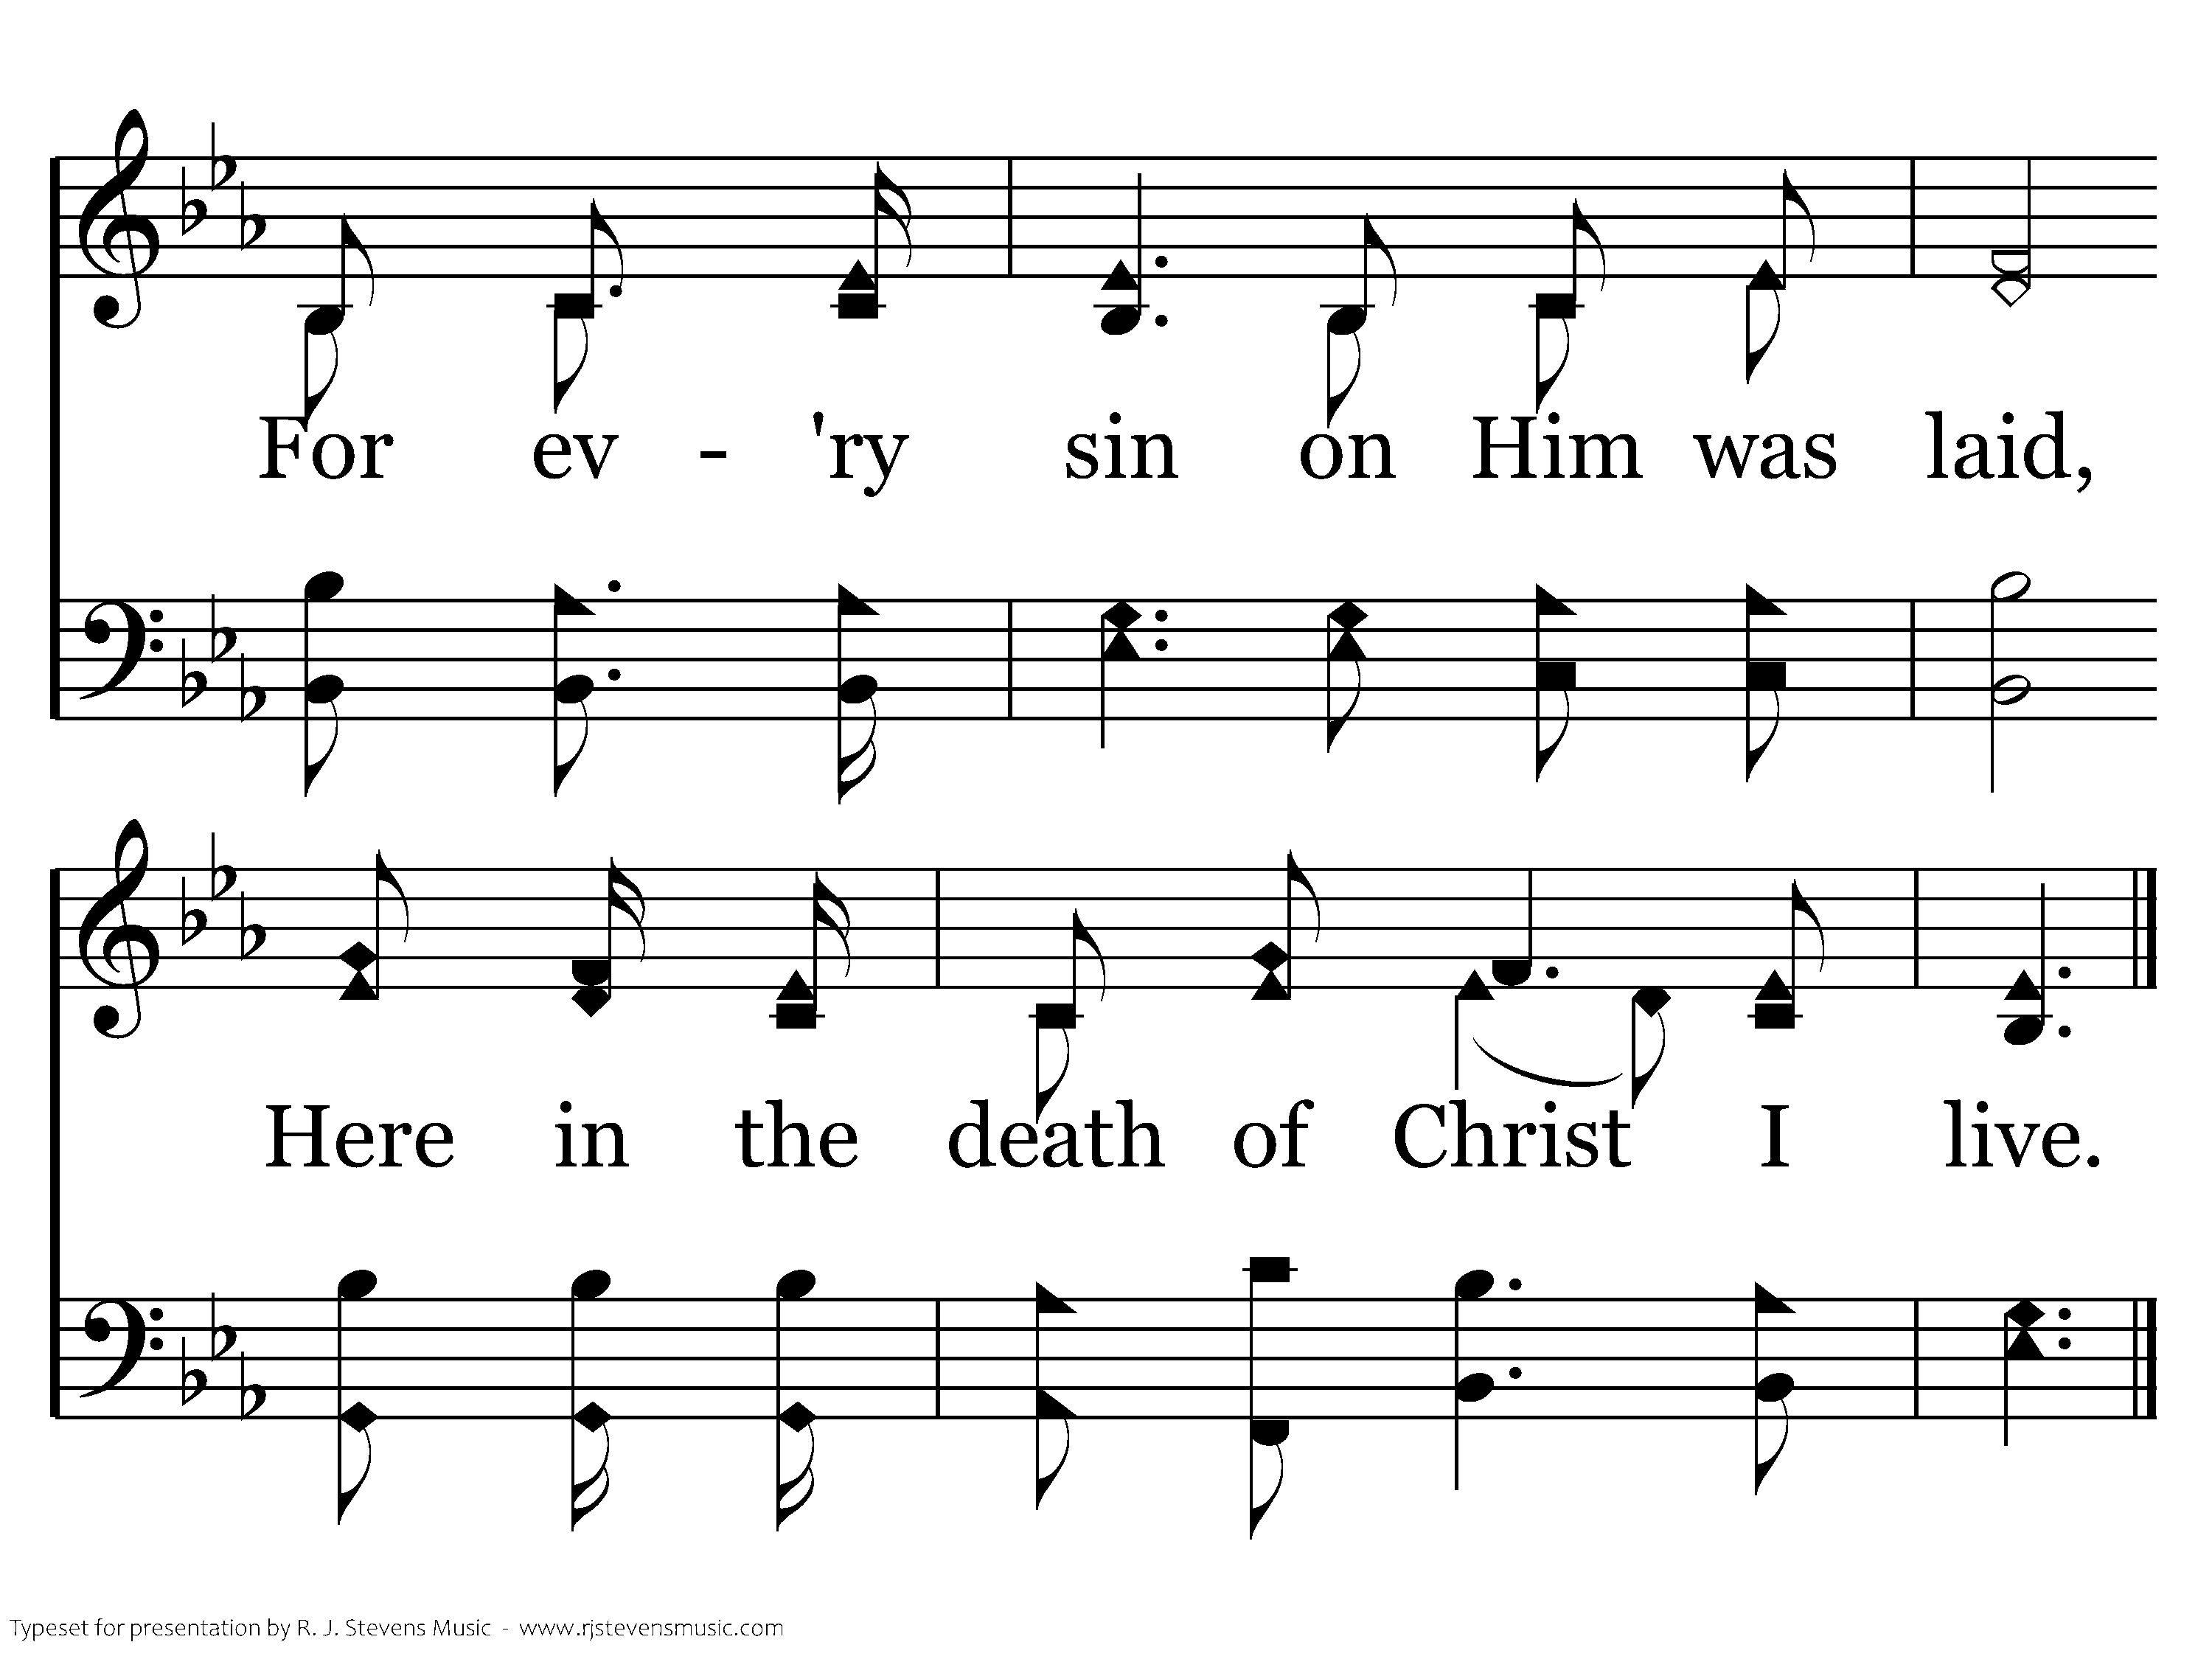 For ev - 'ry sin on Him was laid,
Here in the death of Christ I live.
Typeset for presentation by R. J. Stevens Music - www.rjstevensmusic.com